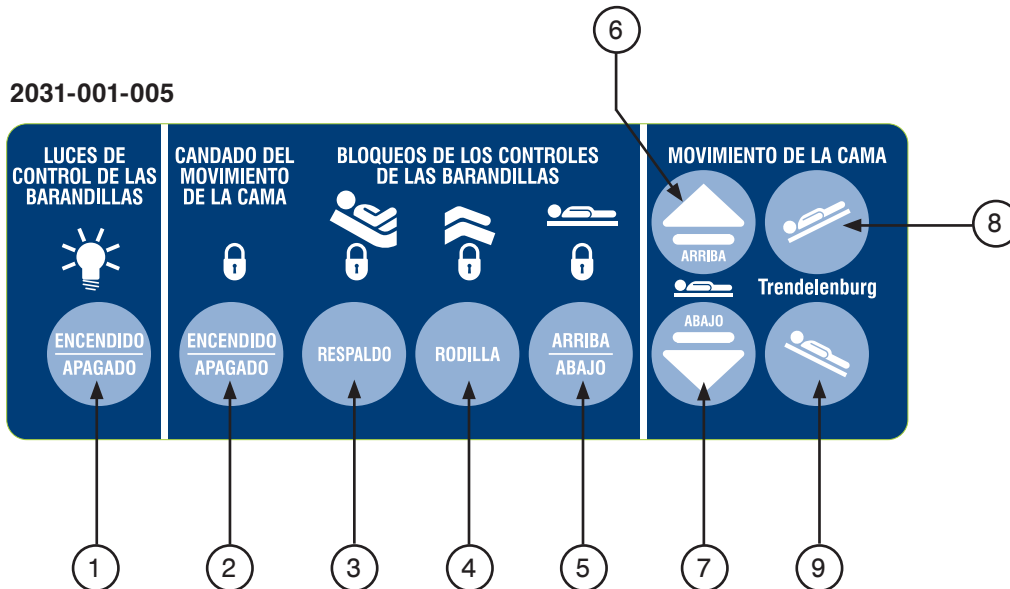 6
2031-001-005
LUCES DE
CONTROL DE LAS
BARANDILLAS
ENCENDIDO
APAGADO
CANDADO DEL
MOVIMIENTO
DE LA CAMA
ENCENDIDO
APAGADO
BLOQUEOS DE LOS CONTROLES
DE LAS BARANDILLAS
RESPALDO
RODILLA
ARRIBA
ABAJO
MOVIMIENTO DE LA CAMA
ARRIBA
8
Trendelenburg
ABAJO
1
2
3
4
5
7
9